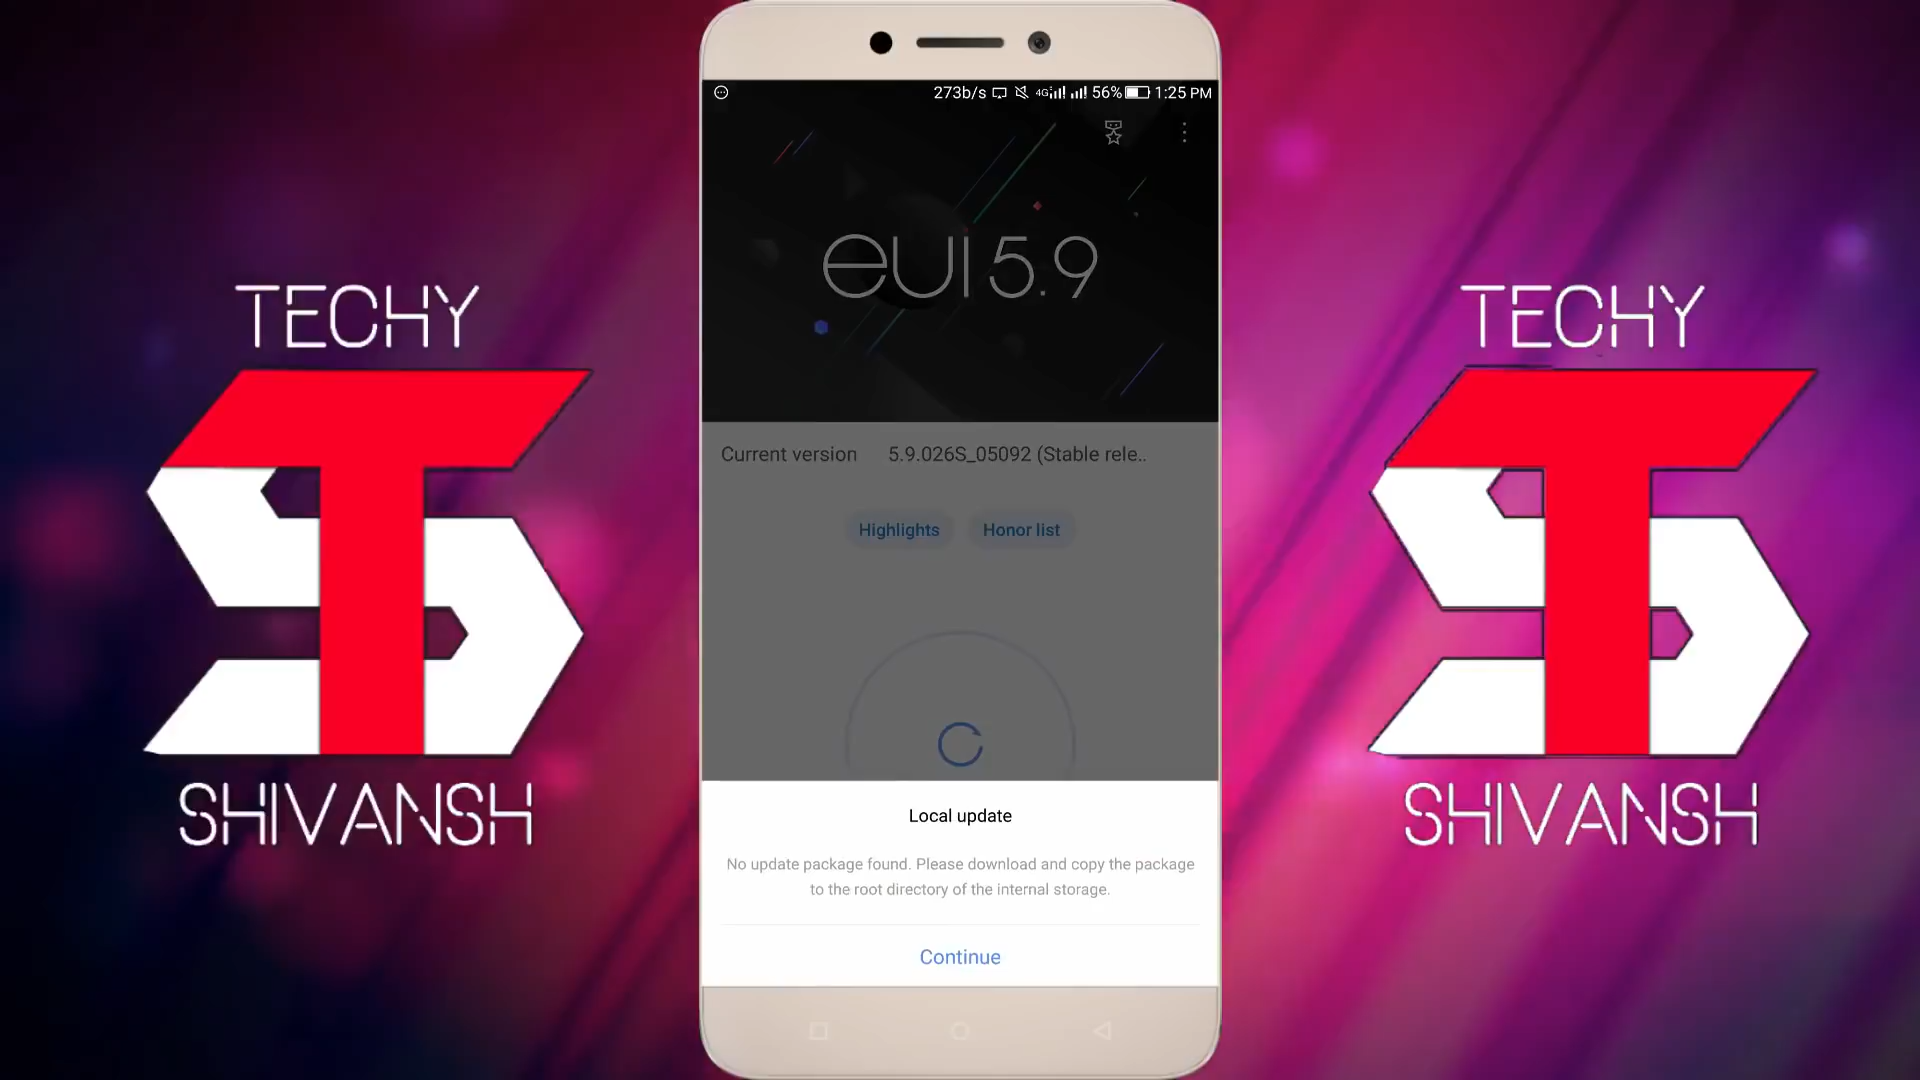 TECHY
SHIVANSH
273b/s 4G 56% 1:25 PM
eui 5.9
Current version 5.9.026S_05092 (Stable rele..
Highlights Honor list
Local update
No update package found. Please download and copy the package
to the root directory of the internal storage.
Continue
TECHY
SHIVANSH